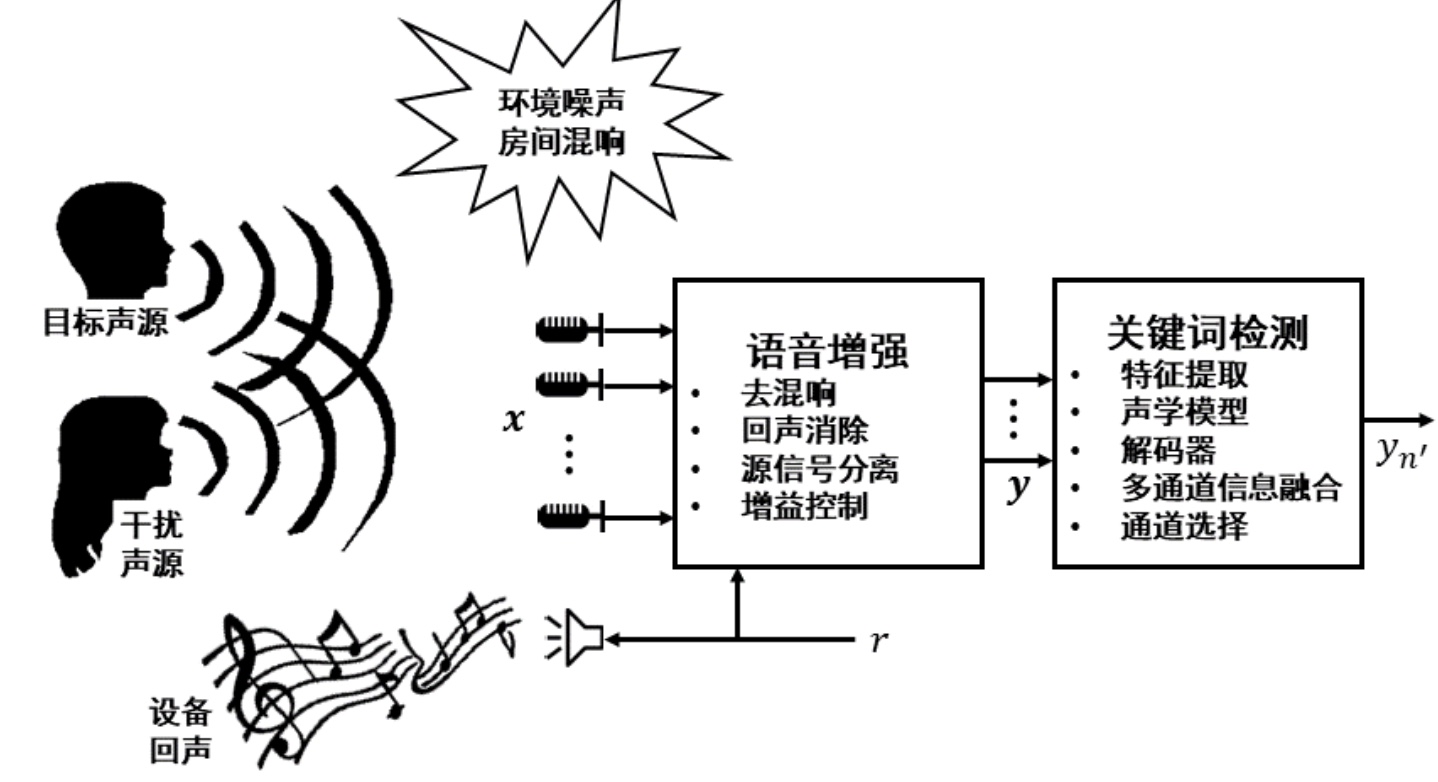 环境噪声
房间混响
目标声源
干扰
声源
设备
回声
x
⋮
语音增强
• 去混响
• 回声消除
• 源信号分离
• 增益控制
r
⋮
y
关键词检测
• 特征提取
• 声学模型
• 解码器
• 多通道信息融合
• 通道选择
yₙ′